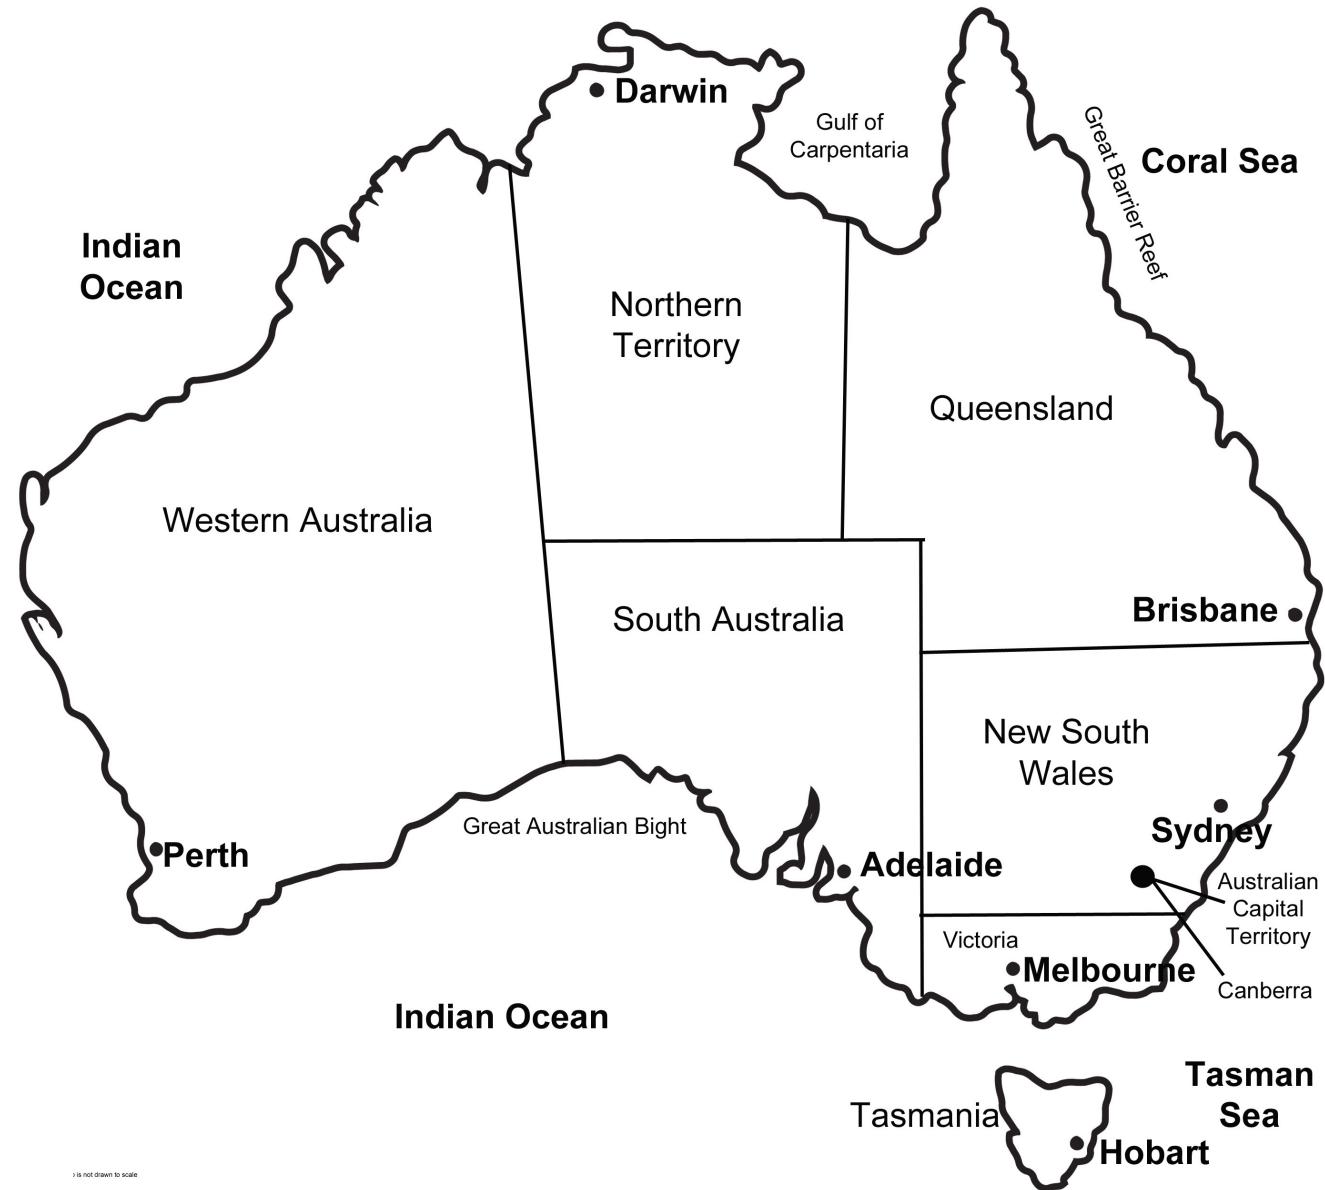 Darwin
Gulf of
Carpentaria
Great Barrier Reef
Coral Sea
Indian
Ocean
Northern
Territory
Queensland
Western Australia
South Australia
Brisbane
New South
Wales
Sydney
Great Australian Bight
Perth
Adelaide
Australian
Capital
Territory
Victoria
Melbourne
Canberra
Indian Ocean
Tasman
Sea
Tasmania
Hobart
is not drawn to scale